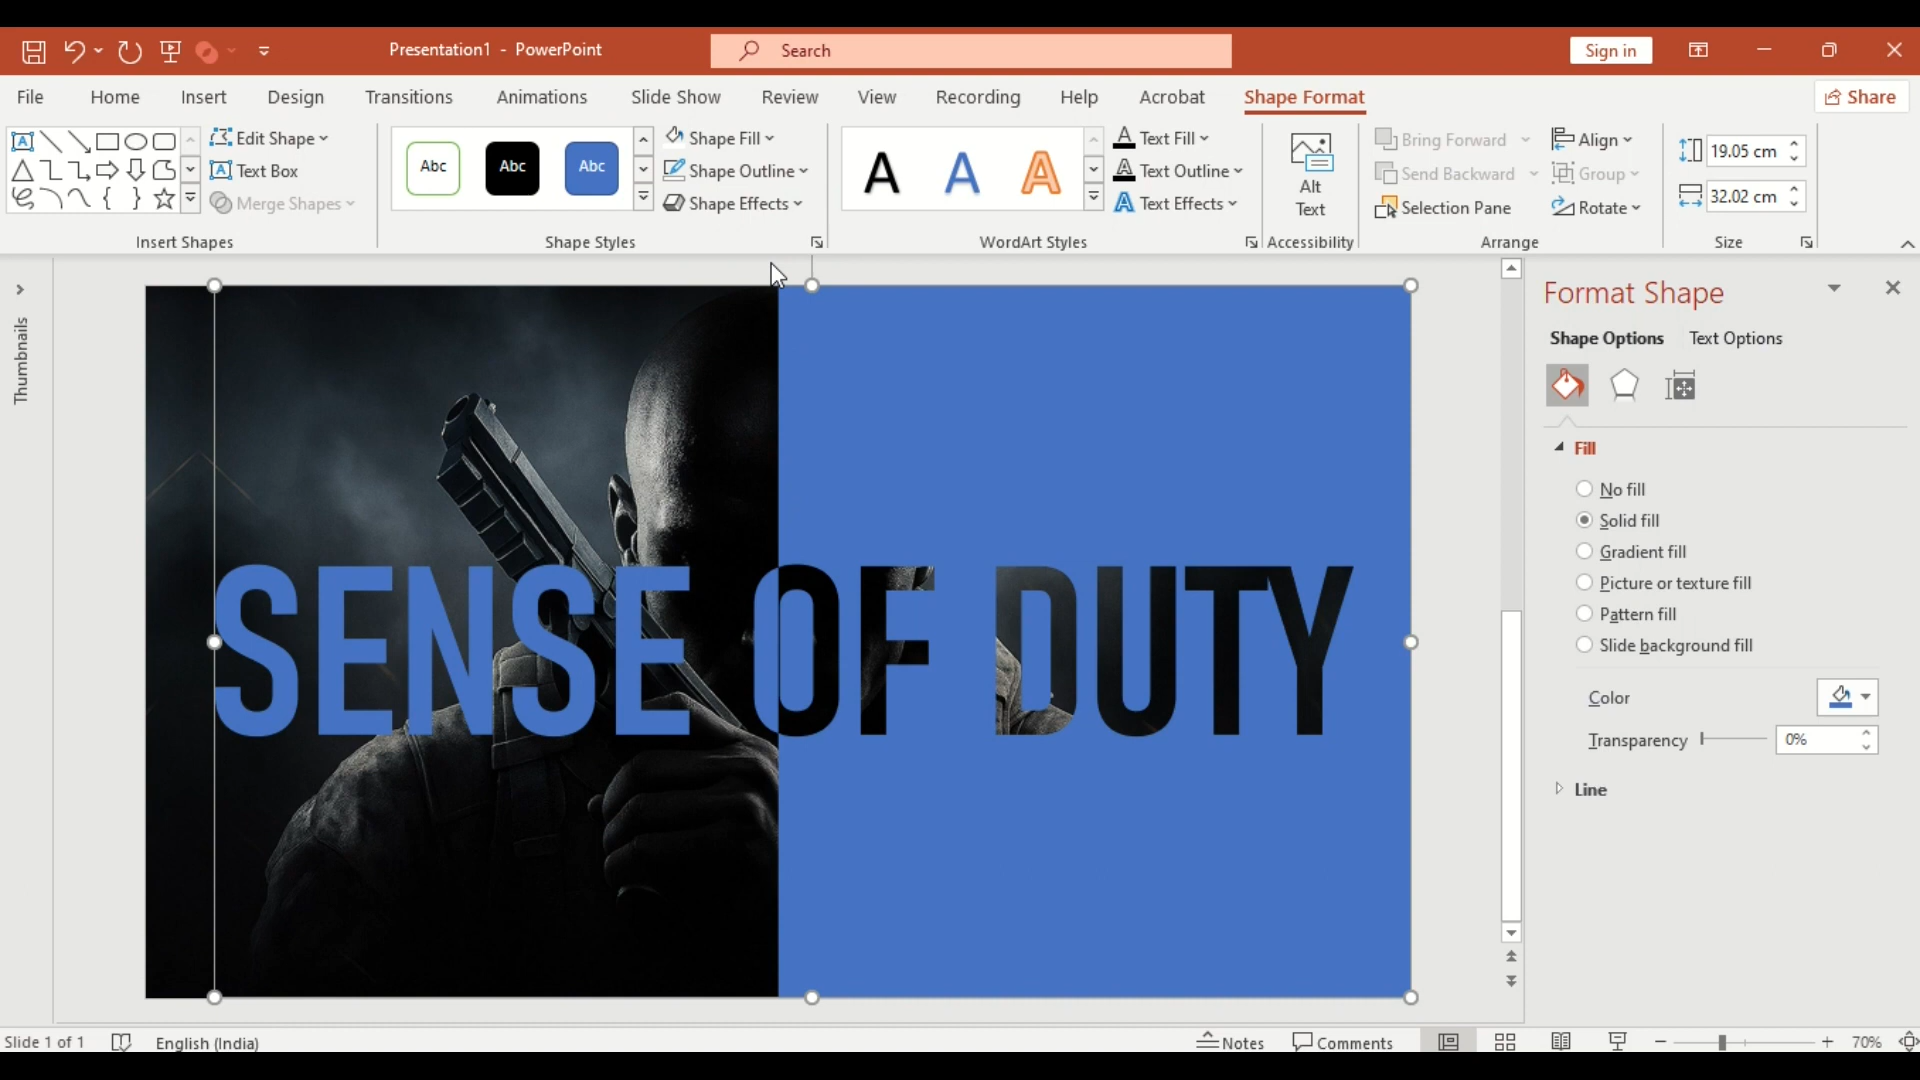 Presentation1 - PowerPoint
Search
Sign in
File Home Insert Design Transitions Animations Slide Show Review View Recording Help Acrobat Shape Format
Share
Edit Shape
Text Box
Merge Shapes
Insert Shapes
Abc Abc Abc
Shape Fill
Shape Outline
Shape Effects
Shape Styles
A A A
Text Fill
Text Outline
Text Effects
WordArt Styles
Alt
Text
Accessibility
Bring Forward
Send Backward
Selection Pane
Align
Group
Rotate
Arrange
19.05 cm
32.02 cm
Size
Thumbnails
SENSE OF DUTY
Format Shape
Shape Options Text Options
Fill
No fill
Solid fill
Gradient fill
Picture or texture fill
Pattern fill
Slide background fill
Color
Transparency 0%
Line
Slide 1 of 1 English (India) Notes Comments 70%